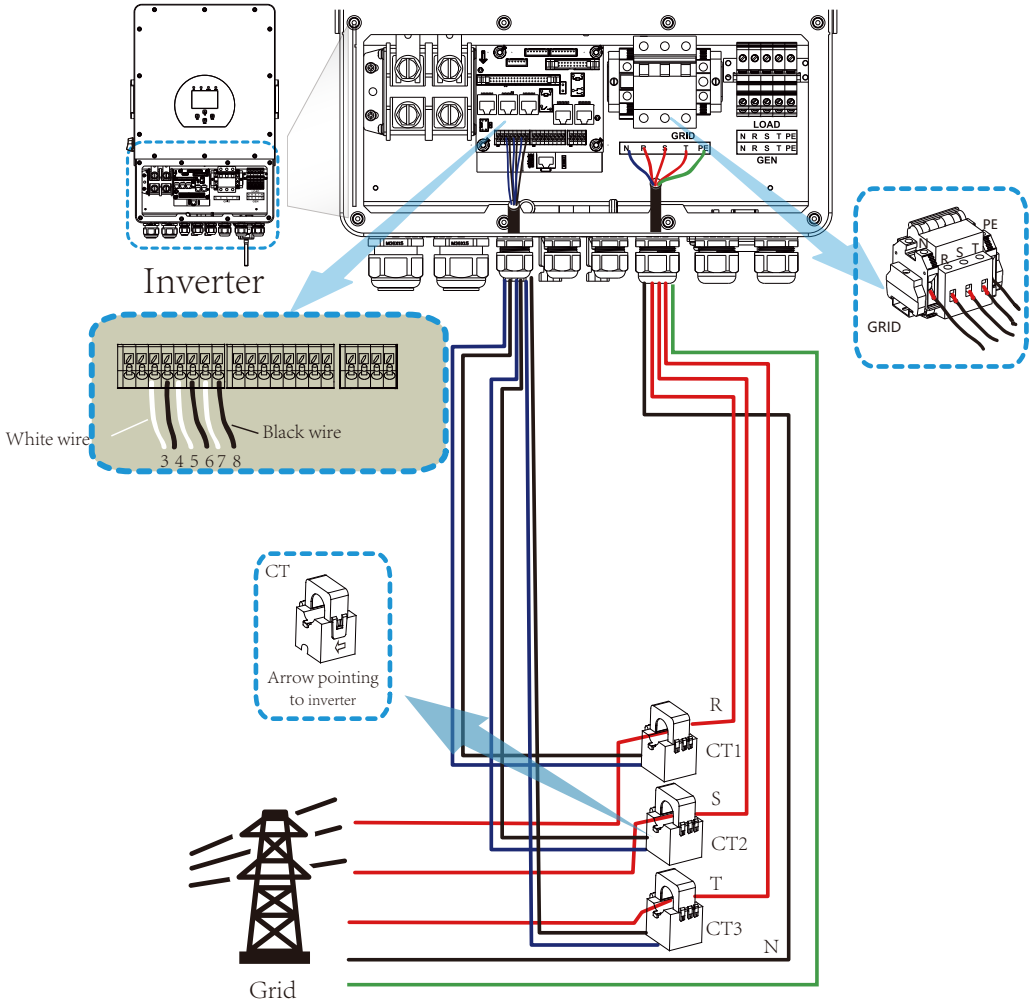 LOAD
N R S T PE
N R S T PE
GEN
GRID
N R S T PE
Inverter
PE
N
R S T
GRID
White wire
Black wire
3 4 5 6 7 8
CT
Arrow pointing
to inverter
R
CT1
S
CT2
T
CT3
N
Grid